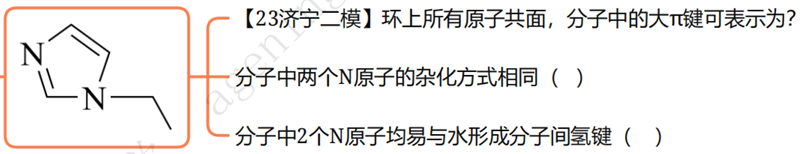 【23济宁二模】环上所有原子共面，分子中的大π键可表示为?
N
分子中两个N原子的杂化方式相同（ ）
N
分子中2个N原子均易与水形成分子间氢键（ ）